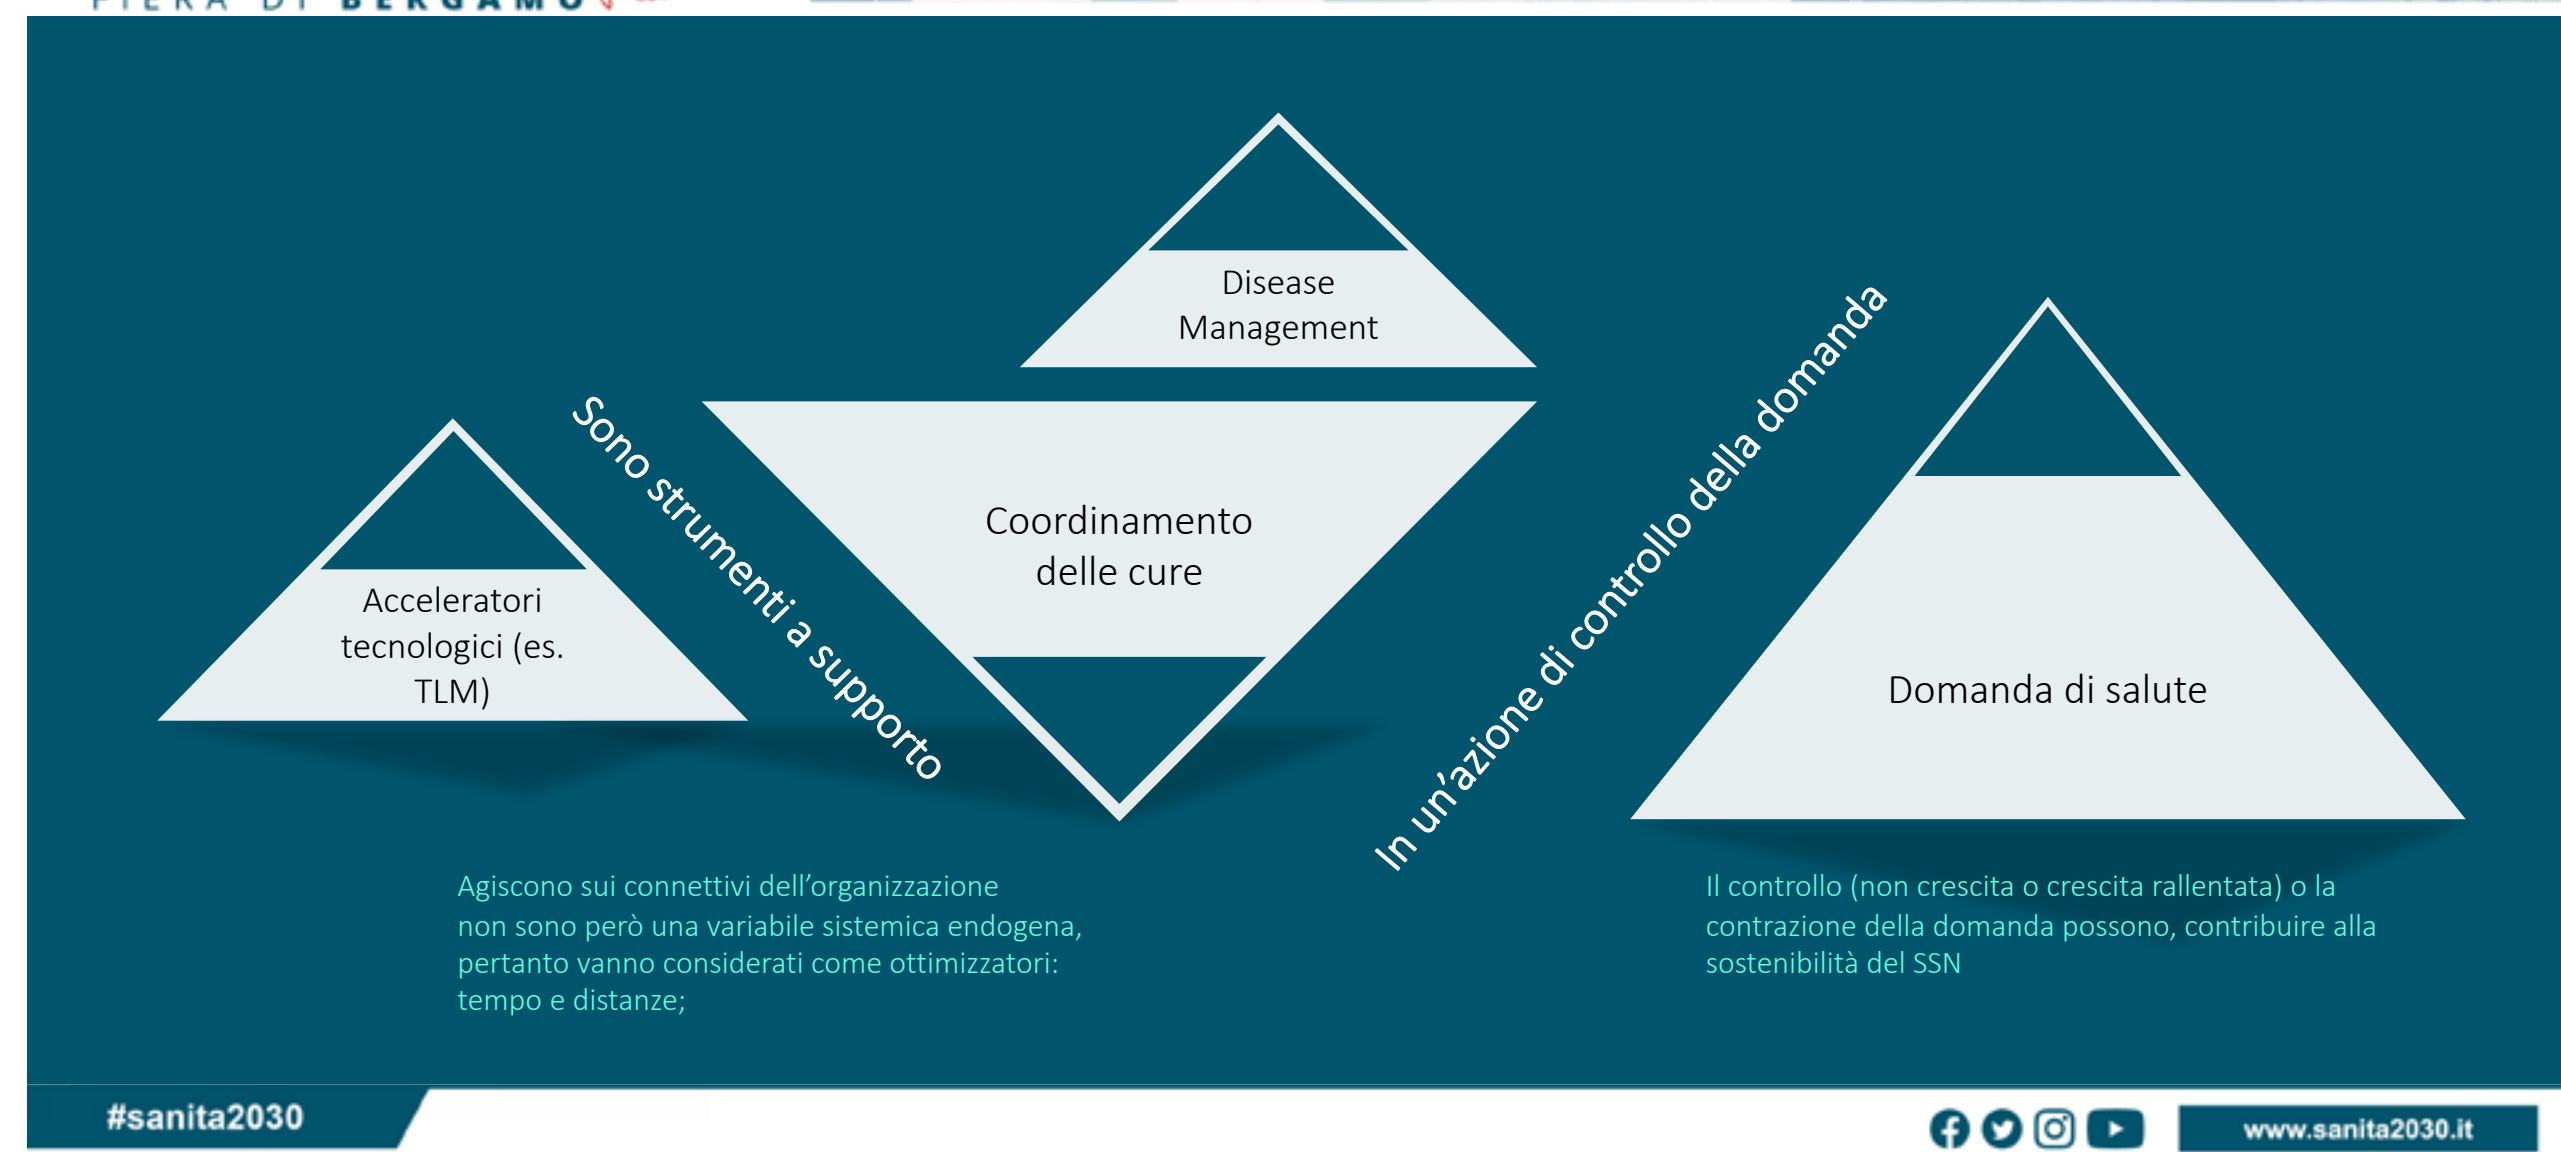 FIERA DI BERGAMO
Disease
Management
Sono strumenti a supporto
Coordinamento
delle cure
In un’azione di controllo della domanda
Acceleratori
tecnologici (es.
TLM)
Domanda di salute
Agiscono sui connettivi dell’organizzazione
non sono però una variabile sistemica endogena,
pertanto vanno considerati come ottimizzatori:
tempo e distanze;
Il controllo (non crescita o crescita rallentata) o la
contrazione della domanda possono, contribuire alla
sostenibilità del SSN
#sanita2030
www.sanita2030.it